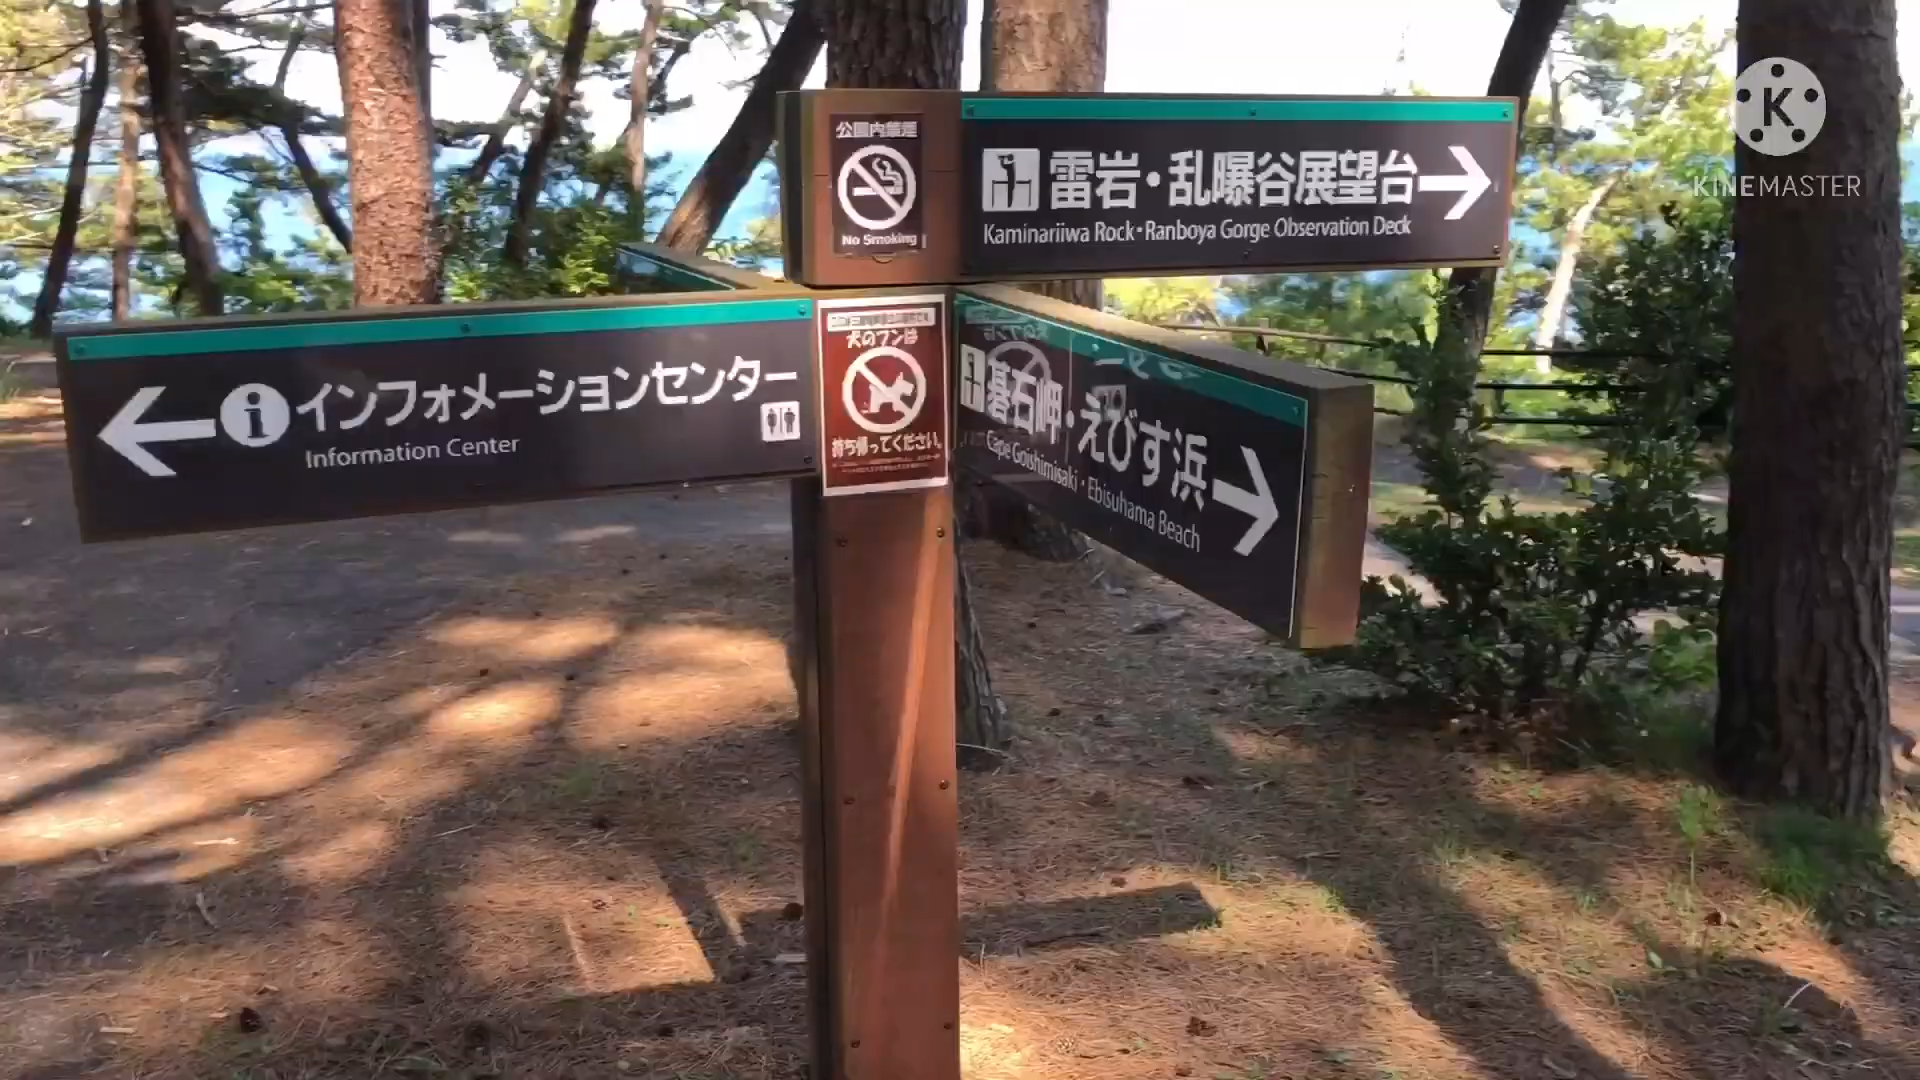 公園内禁煙
No Smoking
雷岩・乱曝谷展望台
Kaminariiwa Rock・Ranboya Gorge Observation Deck
インフォメーションセンター
Information Center
犬のフンは
持ち帰ってください。
碁石岬・えびす浜
Cape Goishimisaki・Ebisuhama Beach
K
KINEMASTER